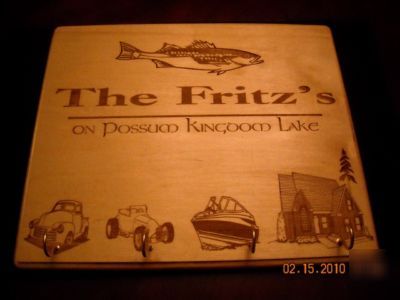 The Fritz's
on Possum Kingdom Lake
02.15.2010